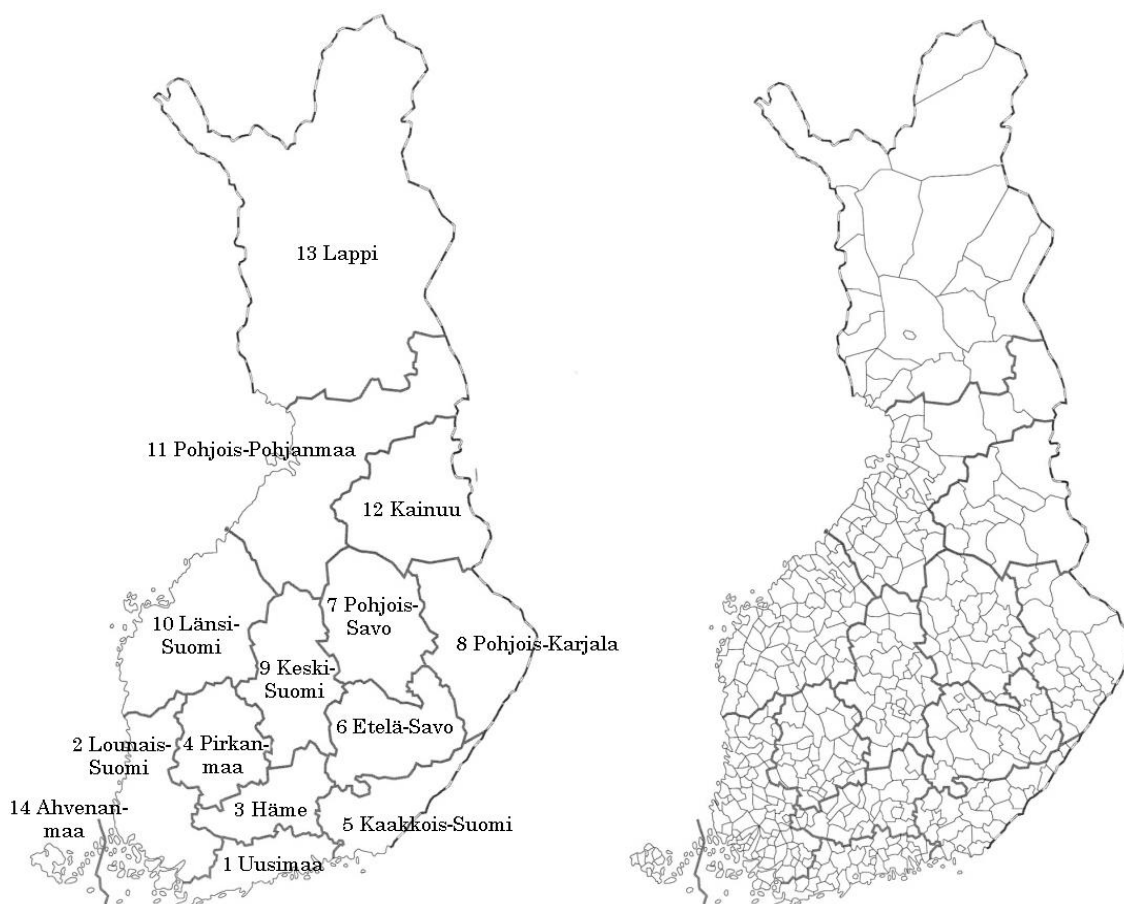 13 Lappi
11 Pohjois-Pohjanmaa
12 Kainuu
7 Pohjois-
Savo
10 Länsi-
Suomi
8 Pohjois-Karjala
9 Keski-
Suomi
6 Etelä-Savo
2 Lounais-
Suomi
4 Pirkan-
maa
14 Ahvenan-
maa
3 Häme
5 Kaakkois-Suomi
1 Uusimaa